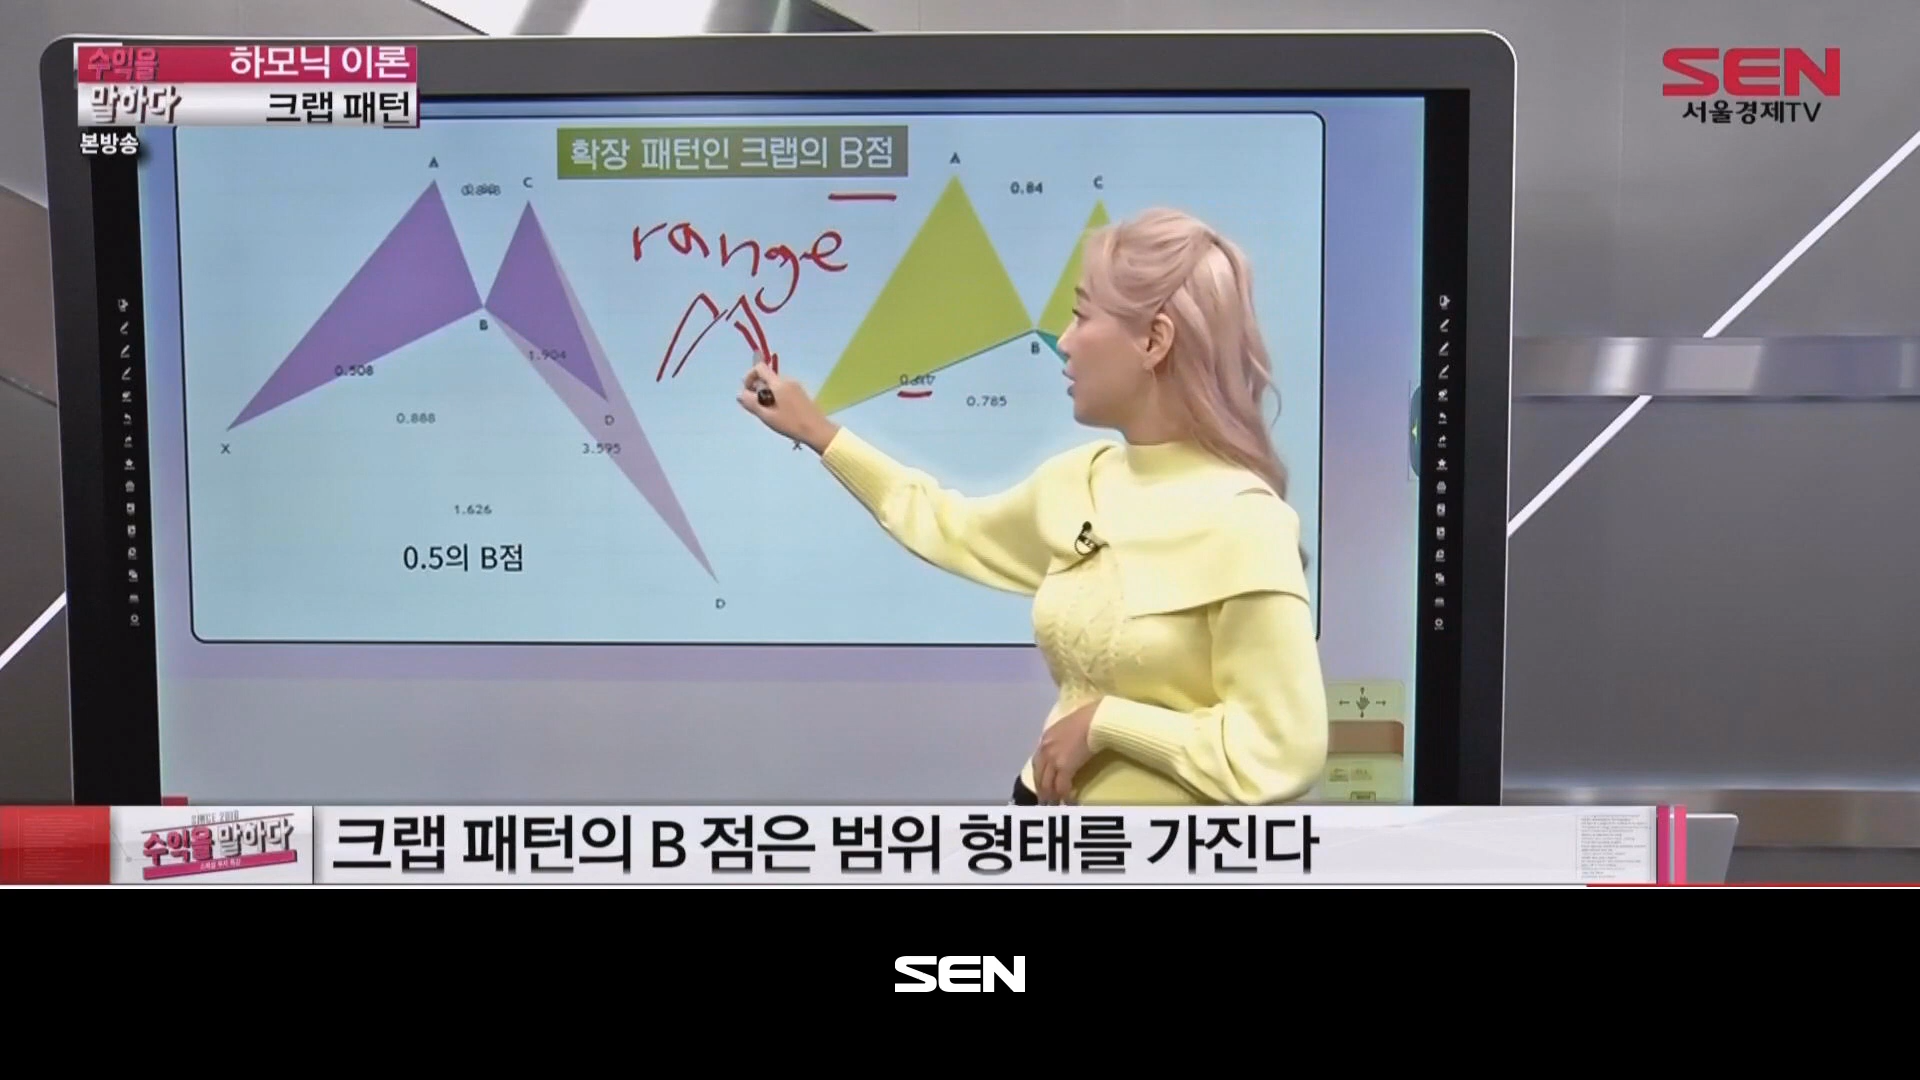 수익을
말하다
하모닉 이론
크랩 패턴
본방송
SEN
서울경제TV
확장 패턴인 크랩의 B점
A
C
B
0.508
1.904
0.888
X
D
3.595
1.626
D
0.5의 B점
range
A
0.84
C
B
0.785
X
수익을 말하다
크랩 패턴의 B 점은 범위 형태를 가진다
SEN